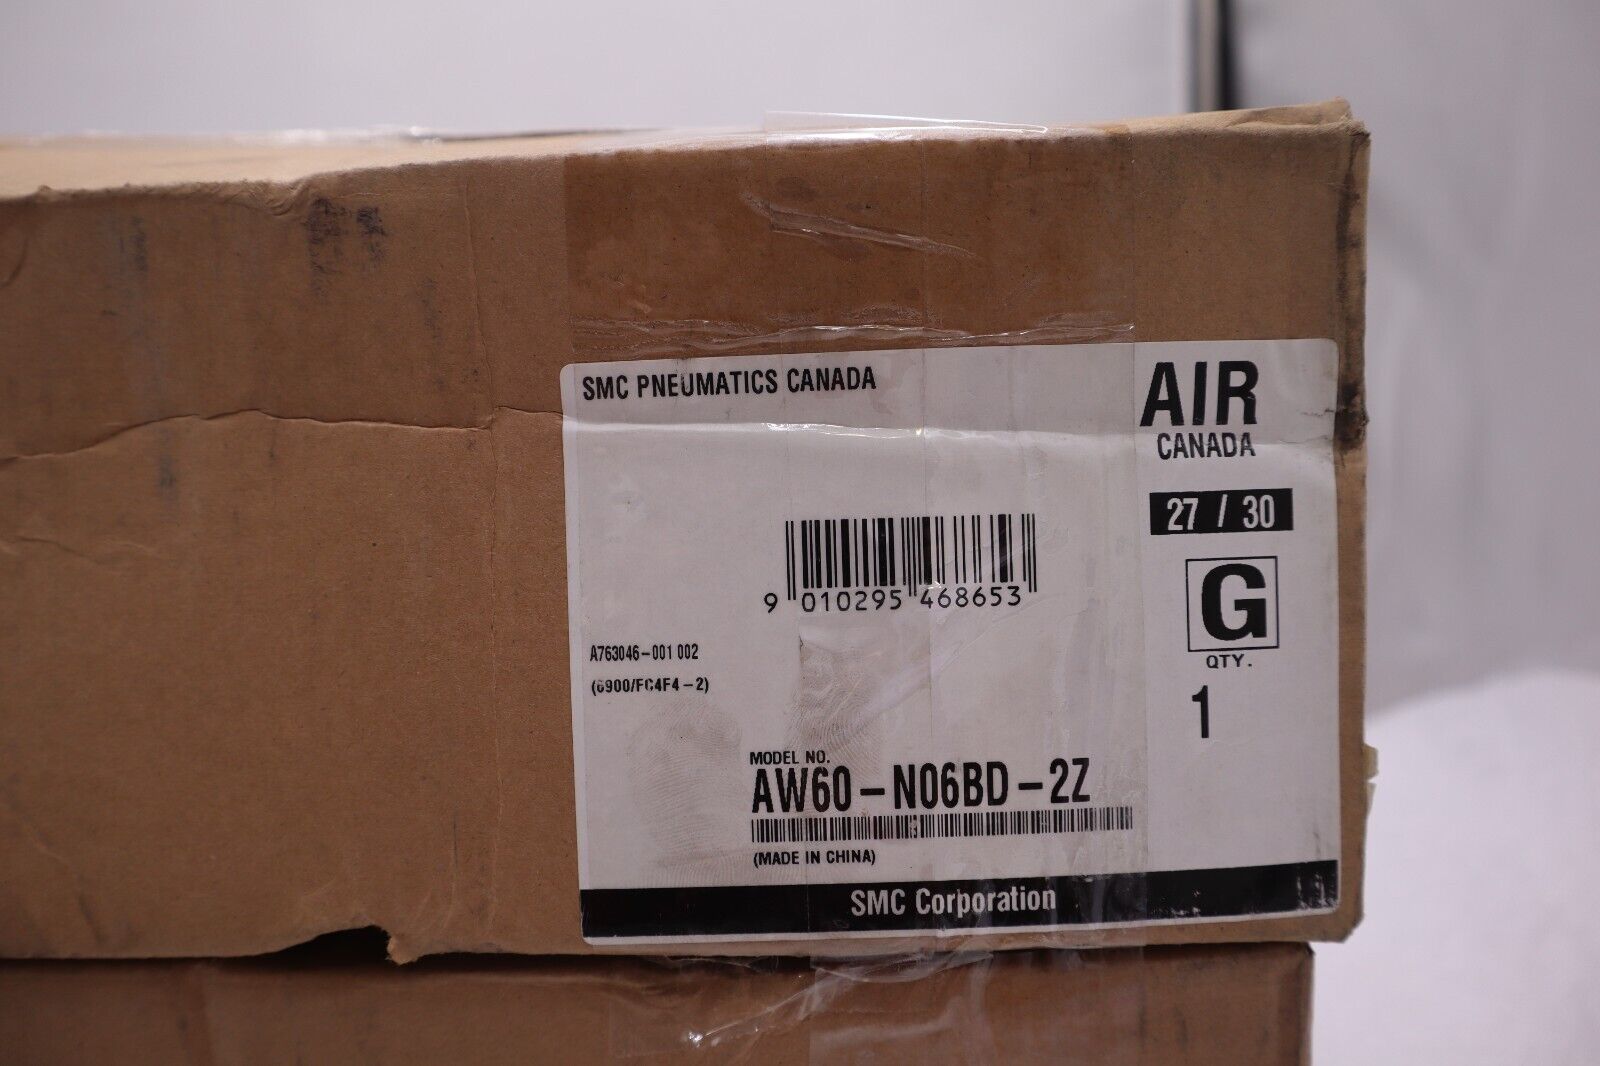 SMC PNEUMATICS CANADA
AIR
CANADA
27 / 30
G
QTY.
1
9 010295 468653
A763046-001 002
(6900/FC4F4-2)
MODEL NO.
AW60-N06BD-2Z
(MADE IN CHINA)
SMC Corporation